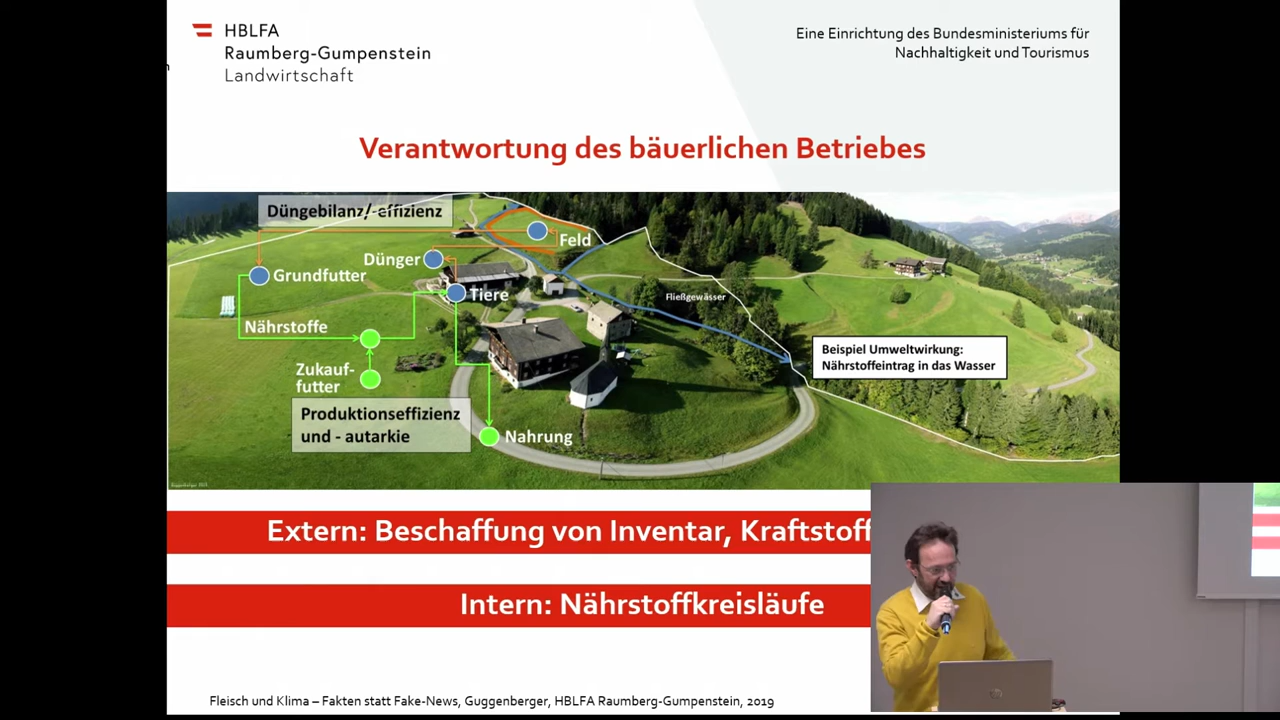 HBLFA
Raumberg-Gumpenstein
Landwirtschaft
Eine Einrichtung des Bundesministeriums für
Nachhaltigkeit und Tourismus
Verantwortung des bäuerlichen Betriebes
Düngebilanz/-effizienz
Feld
Dünger
Grundfutter
Tiere
Fließgewässer
Nährstoffe
Beispiel Umweltwirkung:
Nährstoffeintrag in das Wasser
Zukauf-
futter
Produktionseffizienz
und - autarkie
Nahrung
Extern: Beschaffung von Inventar, Kraftstoff
Intern: Nährstoffkreisläufe
Fleisch und Klima – Fakten statt Fake-News, Guggenberger, HBLFA Raumberg-Gumpenstein, 2019